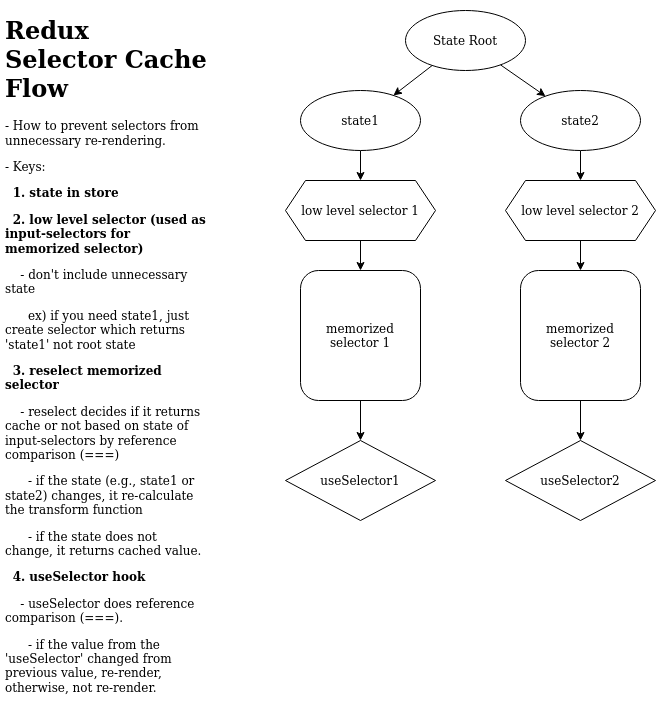 Redux
Selector Cache
Flow
- How to prevent selectors from
unnecessary re-rendering.
- Keys:
1. state in store
2. low level selector (used as
input-selectors for
memorized selector)
- don't include unnecessary
state
ex) if you need state1, just
create selector which returns
'state1' not root state
3. reselect memorized
selector
- reselect decides if it returns
cache or not based on state of
input-selectors by reference
comparison (===)
- if the state (e.g., state1 or
state2) changes, it re-calculate
the transform function
- if the state does not
change, it returns cached value.
4. useSelector hook
- useSelector does reference
comparison (===).
- if the value from the
'useSelector' changed from
previous value, re-render,
otherwise, not re-render.
State Root
state1
state2
low level selector 1
low level selector 2
memorized
selector 1
memorized
selector 2
useSelector1
useSelector2